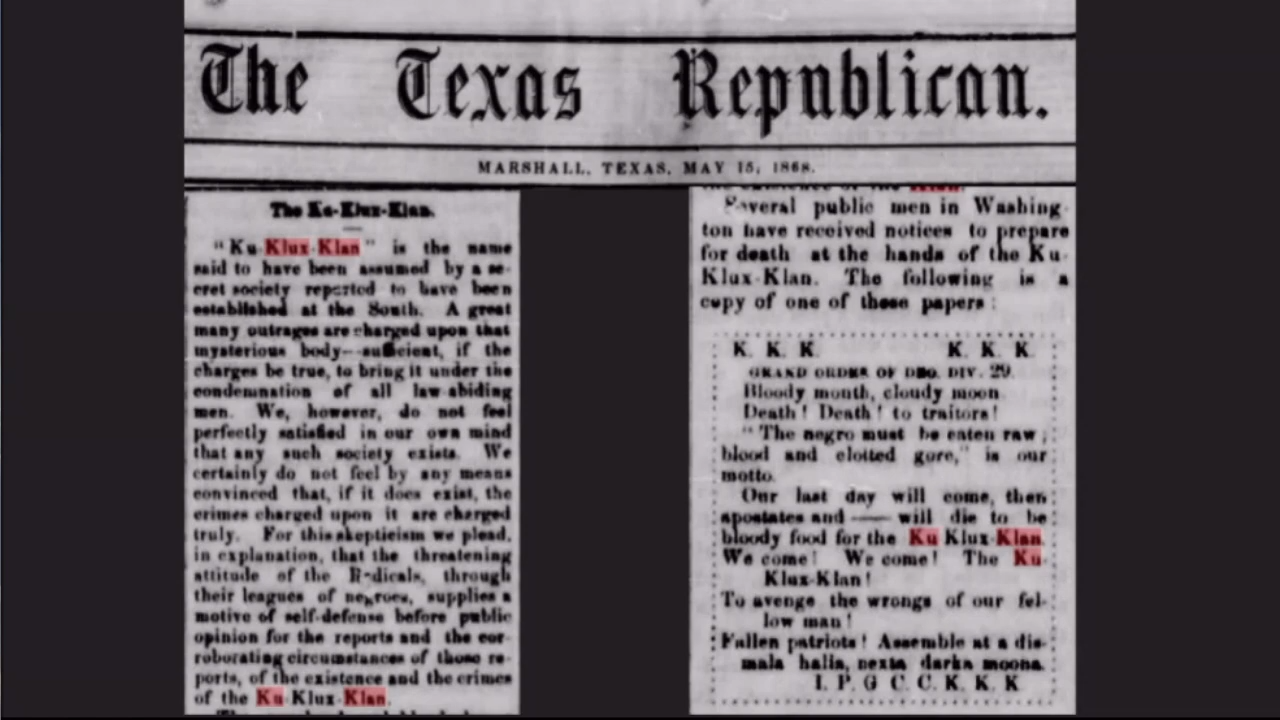 The Texas Republican.
MARSHALL, TEXAS, MAY 15, 1868.
The Ku-Klux-Klan.
"Ku Klux Klan" is the name
said to have been assumed by a se-
cret society reported to have been
established at the South. A great
many outrages are charged upon that
mysterious body—sufficient, if the
charges be true, to bring it under the
condemnation of all law-abiding
men. We, however, do not feel
perfectly satisfied in our own mind
that any such society exists. We
certainly do not feel by any means
convinced that, if it does exist, the
crimes charged upon it are charged
truly. For this skepticism we plead,
in explanation, that the threatening
attitude of the Radicals, through
their leagues of negroes, supplies a
motive of self-defense before public
opinion for the reports and the cor-
roborating circumstances of those re-
ports, of the existence and the crimes
of the Ku-Klux-Klan.
the existence of the Klan.
Several public men in Washing-
ton have received notices to prepare
for death at the hands of the Ku-
Klux-Klan. The following is a
copy of one of these papers:
K. K. K. K. K. K.
GRAND ORDER OF DBO. DIV. 29.
Bloody month, cloudy moon.
Death! Death! to traitors!
"The negro must be eaten raw;
blood and clotted gore," is our
motto.
Our last day will come, then
apostates and —— will die to be
bloody food for the Ku Klux-Klan.
We come! We come! The Ku-
Klux-Klan!
To avenge the wrongs of our fel-
low man!
Fallen patriots! Assemble at a dis-
mala halla, nexta darka moona.
I. P. G C. C. K. K. K